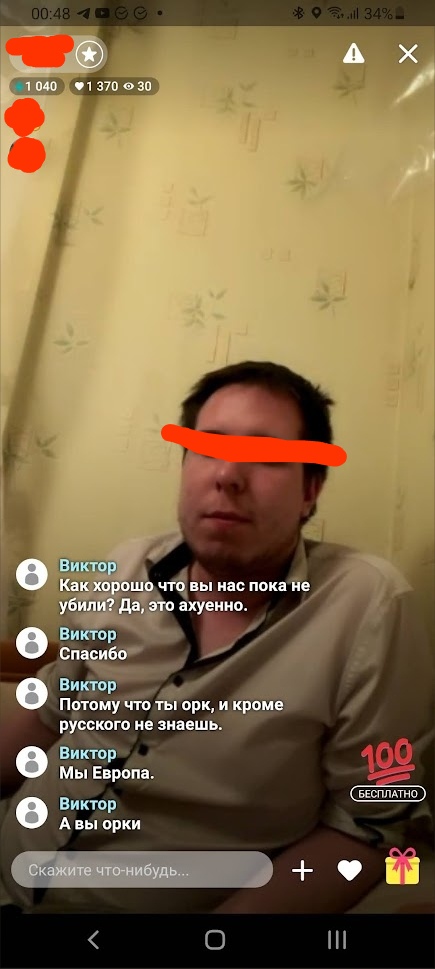 00:48
34%
1 040
1 370
30
Виктор
Как хорошо что вы нас пока не
убили? Да, это ахуенно.
Виктор
Спасибо
Виктор
Потому что ты орк, и кроме
русского не знаешь.
Виктор
Мы Европа.
Виктор
А вы орки
100
БЕСПЛАТНО
Скажите что-нибудь...